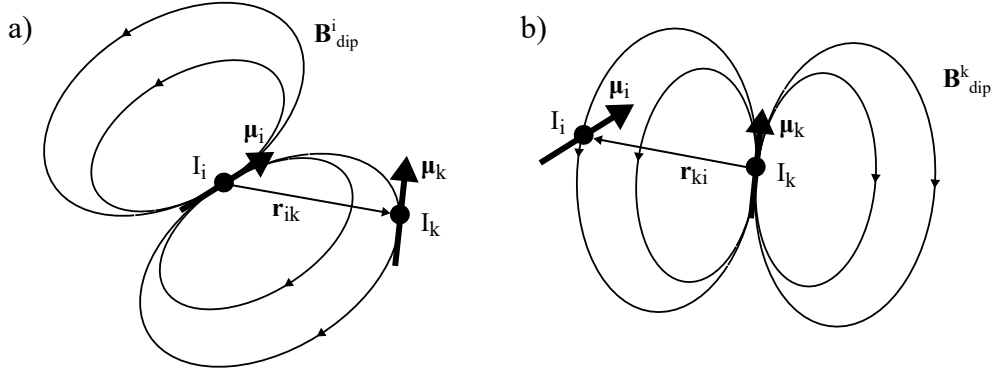 a)
B^i_dip
μ_i
I_i
r_ik
μ_k
I_k
b)
B^k_dip
μ_i
I_i
μ_k
r_ki
I_k